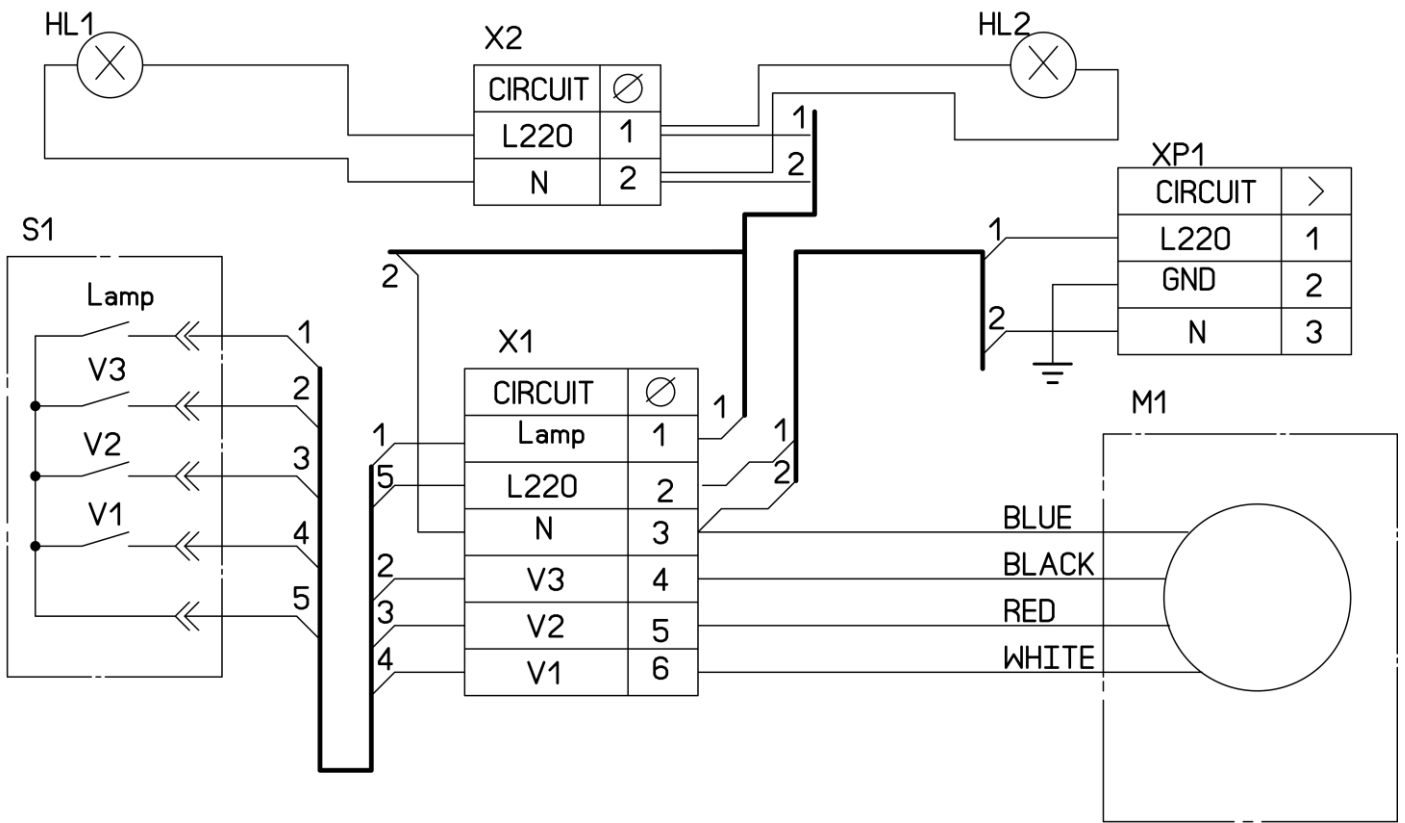 HL1
X2
HL2
CIRCUIT
L220 1
N 2
1
2
XP1
CIRCUIT >
L220 1
GND 2
N 3
1
2
S1
Lamp
V3
V2
V1
1
2
3
4
5
2
X1
CIRCUIT
Lamp 1
L220 2
N 3
V3 4
V2 5
V1 6
1
5
2
3
4
1
1
2
M1
BLUE
BLACK
RED
WHITE